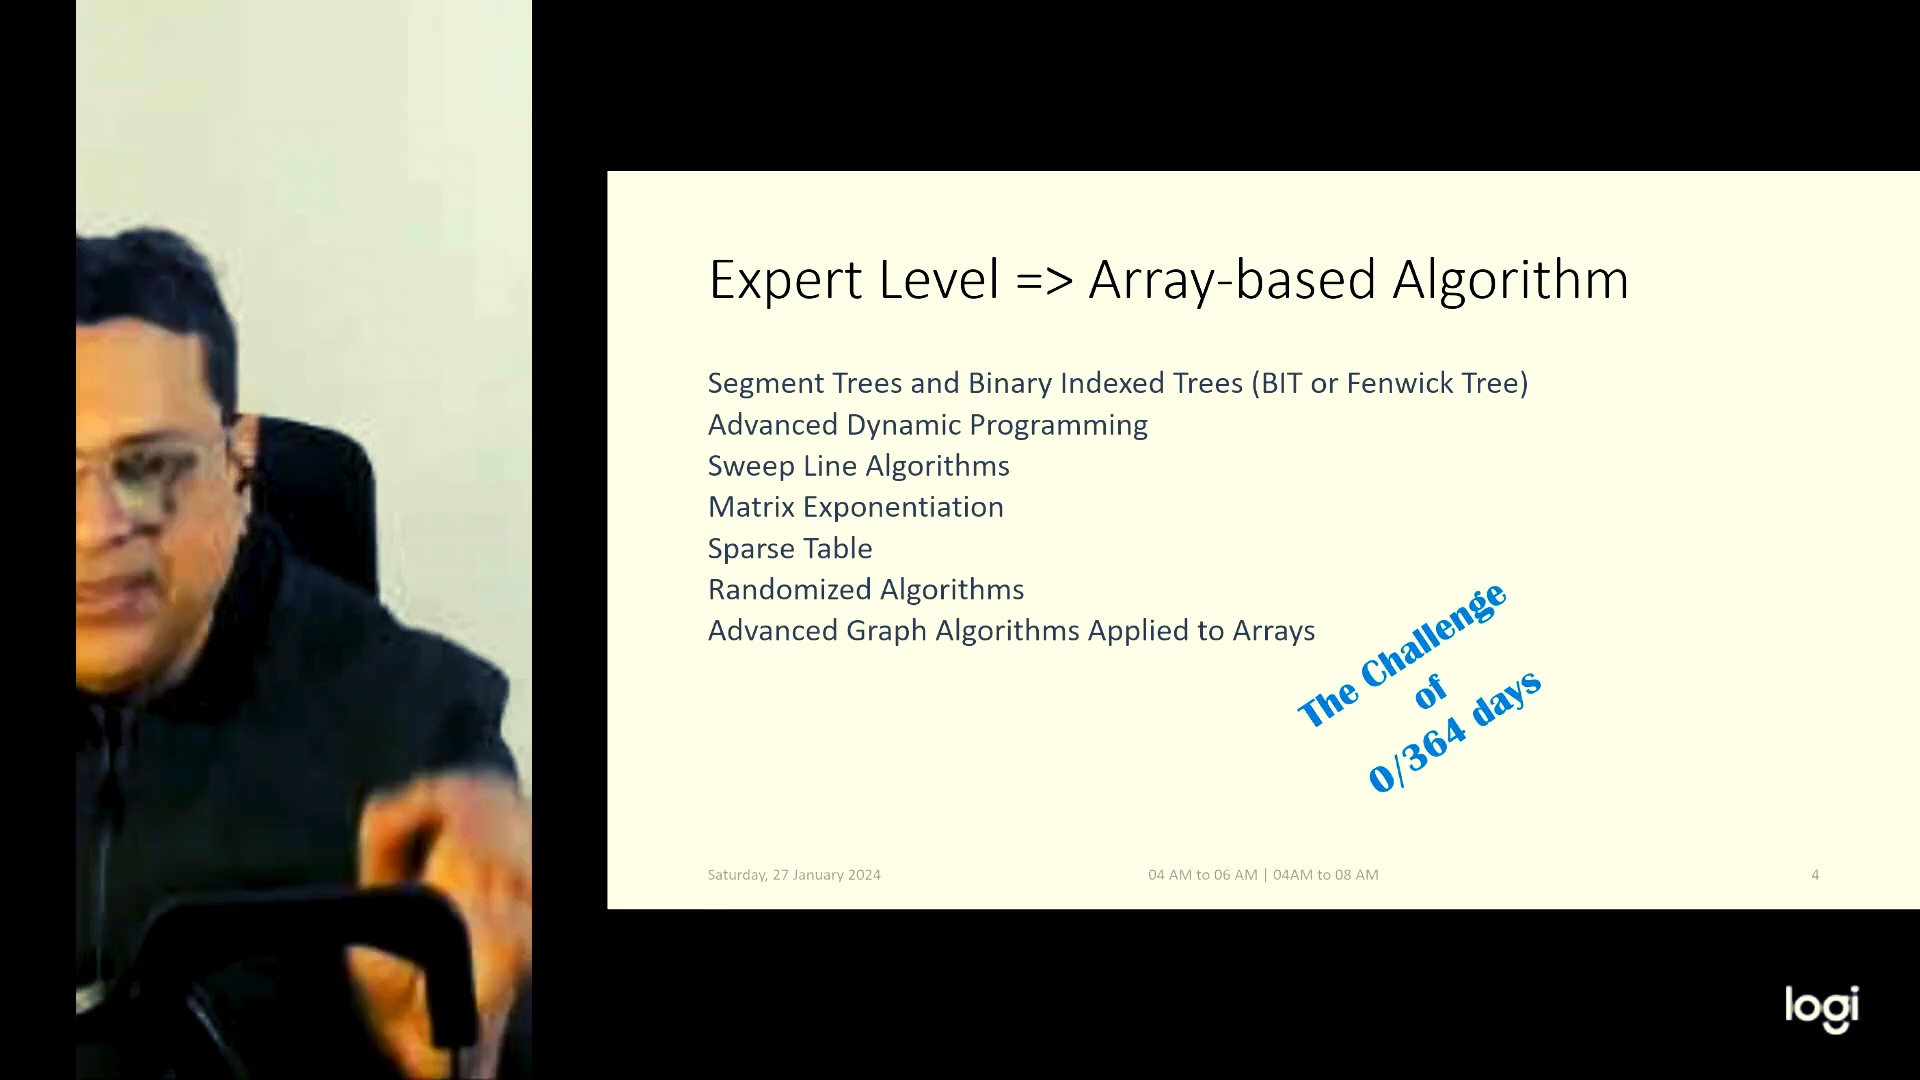 Expert Level => Array-based Algorithm
Segment Trees and Binary Indexed Trees (BIT or Fenwick Tree)
Advanced Dynamic Programming
Sweep Line Algorithms
Matrix Exponentiation
Sparse Table
Randomized Algorithms
Advanced Graph Algorithms Applied to Arrays
The Challenge
of
0/364 days
Saturday, 27 January 2024
04 AM to 06 AM | 04AM to 08 AM
4
logi